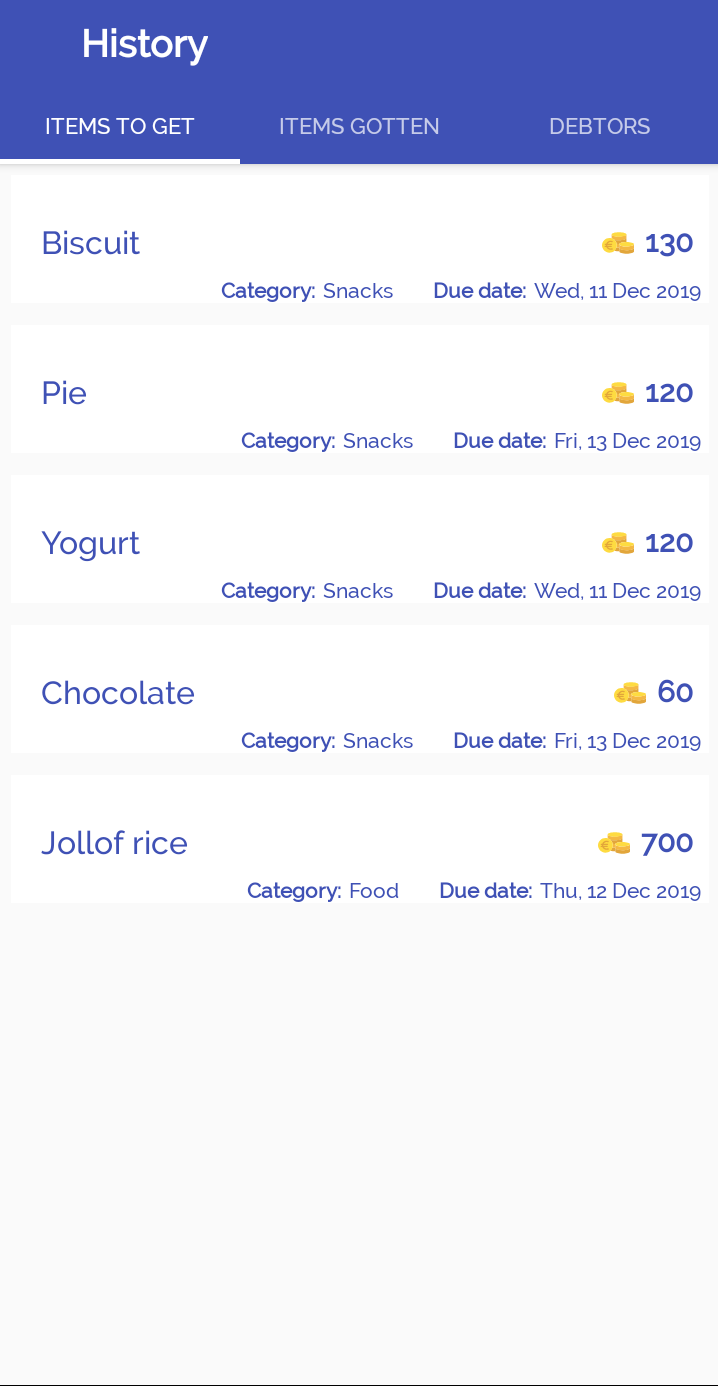 History
ITEMS TO GET ITEMS GOTTEN DEBTORS
Biscuit 130
Category: Snacks Due date: Wed, 11 Dec 2019
Pie 120
Category: Snacks Due date: Fri, 13 Dec 2019
Yogurt 120
Category: Snacks Due date: Wed, 11 Dec 2019
Chocolate 60
Category: Snacks Due date: Fri, 13 Dec 2019
Jollof rice 700
Category: Food Due date: Thu, 12 Dec 2019